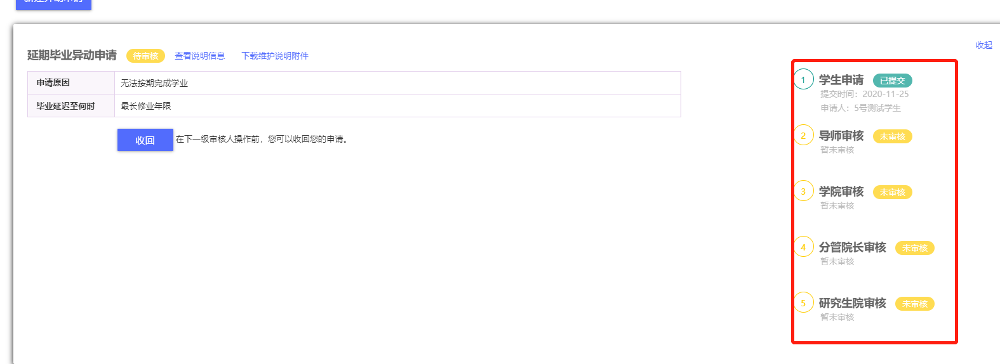 新建异动申请
收起
延期毕业异动申请 待审核 查看说明信息 下载维护说明附件
申请原因 无法按期完成学业
毕业延迟至何时 最长修业年限
收回 在下一级审核人操作前，您可以收回您的申请。
1 学生申请 已提交
提交时间：2020-11-25
申请人：5号测试学生
2 导师审核 未审核
暂未审核
3 学院审核 未审核
暂未审核
4 分管院长审核 未审核
暂未审核
5 研究生院审核 未审核
暂未审核